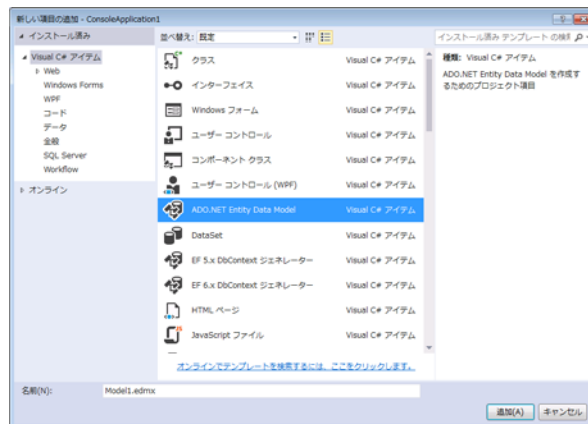 新しい項目の追加 - ConsoleApplication1
インストール済み
並べ替え: 既定
インストール済み テンプレート の検索
Visual C# アイテム
Web
Windows Forms
WPF
コード
データ
全般
SQL Server
Workflow
オンライン
クラス Visual C# アイテム
インターフェイス Visual C# アイテム
Windows フォーム Visual C# アイテム
ユーザー コントロール Visual C# アイテム
コンポーネント クラス Visual C# アイテム
ユーザー コントロール (WPF) Visual C# アイテム
ADO.NET Entity Data Model Visual C# アイテム
DataSet Visual C# アイテム
EF 5.x DbContext ジェネレーター Visual C# アイテム
EF 6.x DbContext ジェネレーター Visual C# アイテム
HTML ページ Visual C# アイテム
JavaScript ファイル Visual C# アイテム
オンラインでテンプレートを検索するには、ここをクリックします。
種類: Visual C# アイテム
ADO.NET Entity Data Model を作成す
るためのプロジェクト項目
名前(N): Model1.edmx
追加(A) キャンセル